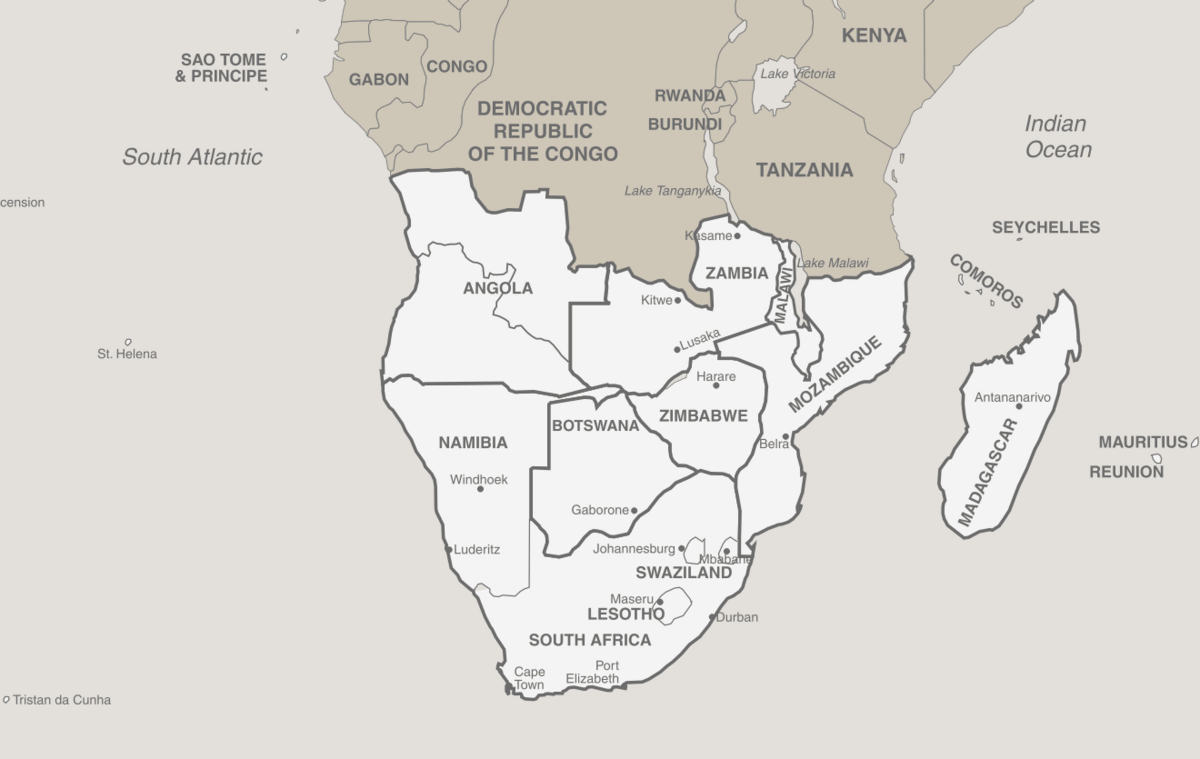 KENYA
SAO TOME
& PRINCIPE
GABON
CONGO
Lake Victoria
RWANDA
DEMOCRATIC
REPUBLIC
OF THE CONGO
BURUNDI
Indian
Ocean
South Atlantic
TANZANIA
Lake Tanganykia
cension
SEYCHELLES
Kasame
Lake Malawi
COMOROS
ZAMBIA
MALAWI
ANGOLA
Kitwe
Lusaka
St. Helena
MOZAMBIQUE
Harare
Antananarivo
ZIMBABWE
BOTSWANA
NAMIBIA
Belra
MAURITIUS
REUNION
MADAGASCAR
Windhoek
Gaborone
Luderitz
Johannesburg
Mbabane
SWAZILAND
Maseru
LESOTHO
Durban
SOUTH AFRICA
Cape
Town
Port
Elizabeth
Tristan da Cunha